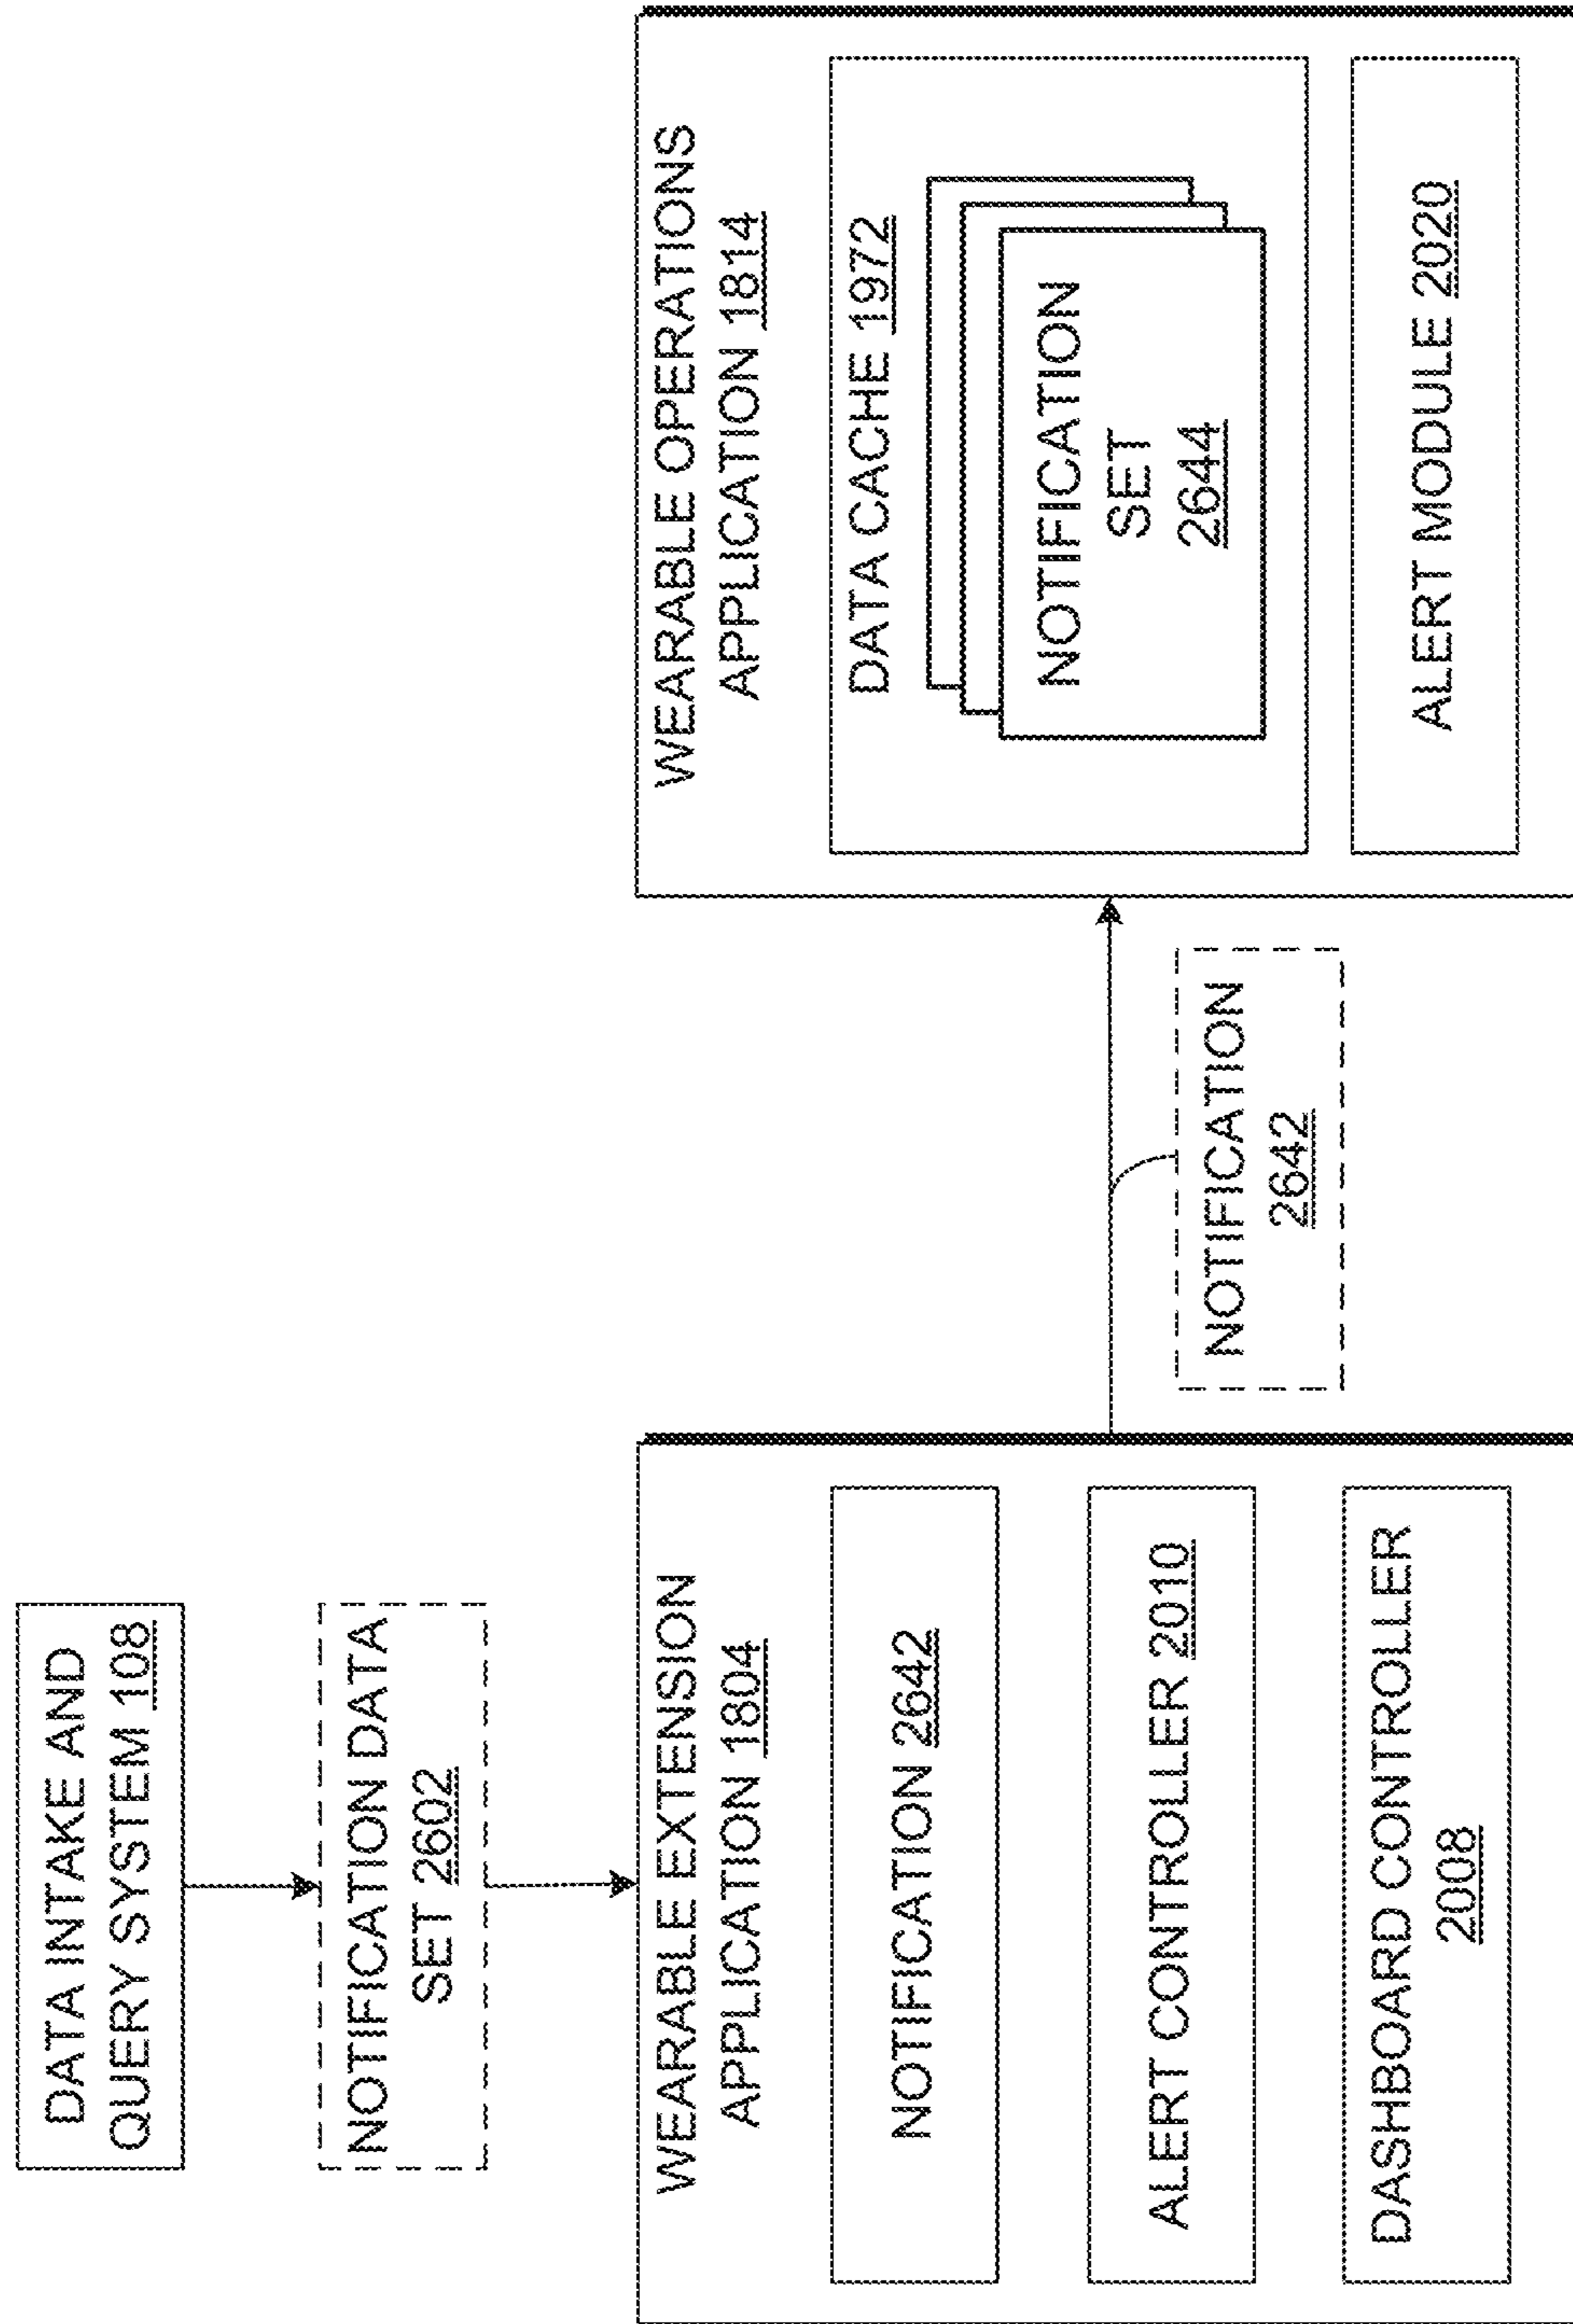 DATA INTAKE AND
QUERY SYSTEM 108
NOTIFICATION DATA
SET 2602
WEARABLE EXTENSION
APPLICATION 1804
NOTIFICATION 2642
ALERT CONTROLLER 2010
DASHBOARD CONTROLLER
2008
NOTIFICATION
2642
WEARABLE OPERATIONS
APPLICATION 1814
DATA CACHE 1972
NOTIFICATION
SET
2644
ALERT MODULE 2020